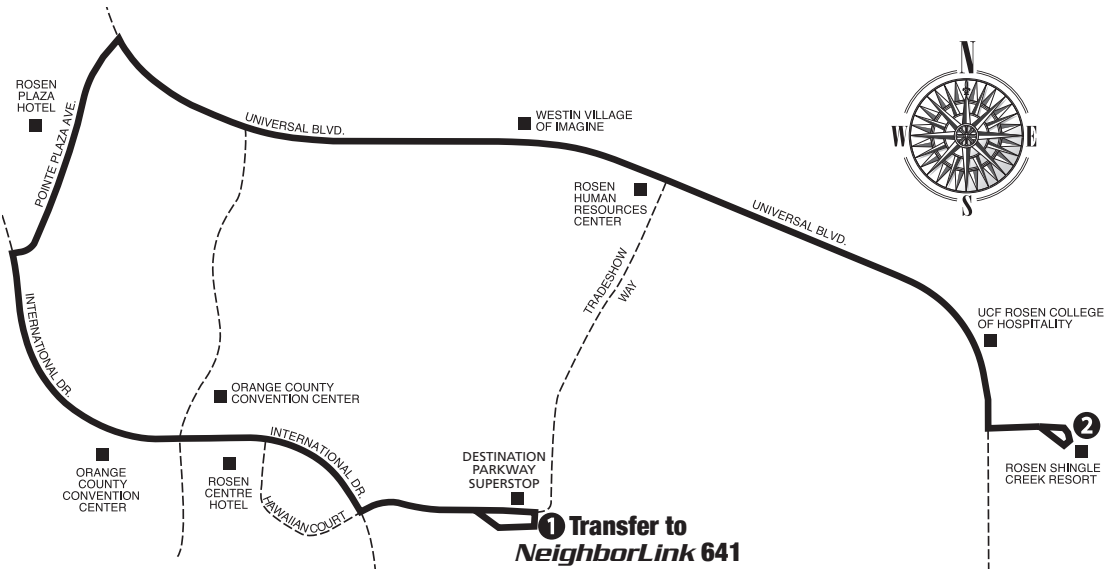 N
W
E
S
ROSEN
PLAZA
HOTEL
POINTE PLAZA AVE.
UNIVERSAL BLVD.
WESTIN VILLAGE
OF IMAGINE
ROSEN
HUMAN
RESOURCES
CENTER
UNIVERSAL BLVD.
TRADESHOW
WAY
INTERNATIONAL DR.
UCF ROSEN COLLEGE
OF HOSPITALITY
ORANGE COUNTY
CONVENTION CENTER
INTERNATIONAL DR.
2
ROSEN SHINGLE
CREEK RESORT
ORANGE
COUNTY
CONVENTION
CENTER
ROSEN
CENTRE
HOTEL
HAWAIIAN COURT
DESTINATION
PARKWAY
SUPERSTOP
1 Transfer to
NeighborLink 641